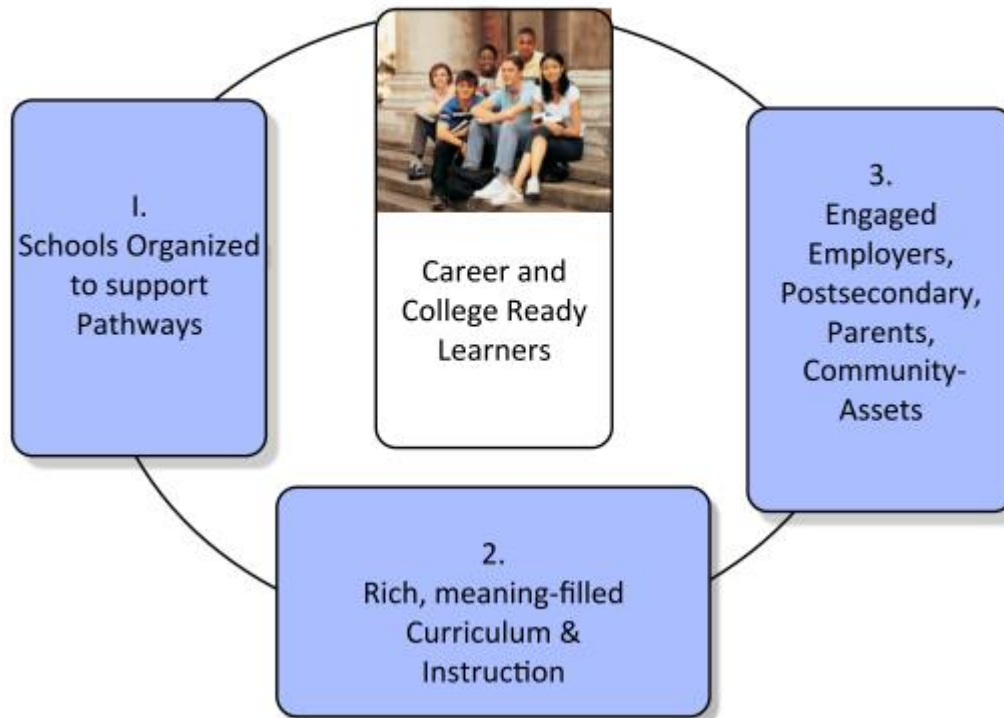 I.
Schools Organized
to support
Pathways
Career and
College Ready
Learners
3.
Engaged
Employers,
Postsecondary,
Parents,
Community-
Assets
2.
Rich, meaning-filled
Curriculum &
Instruction